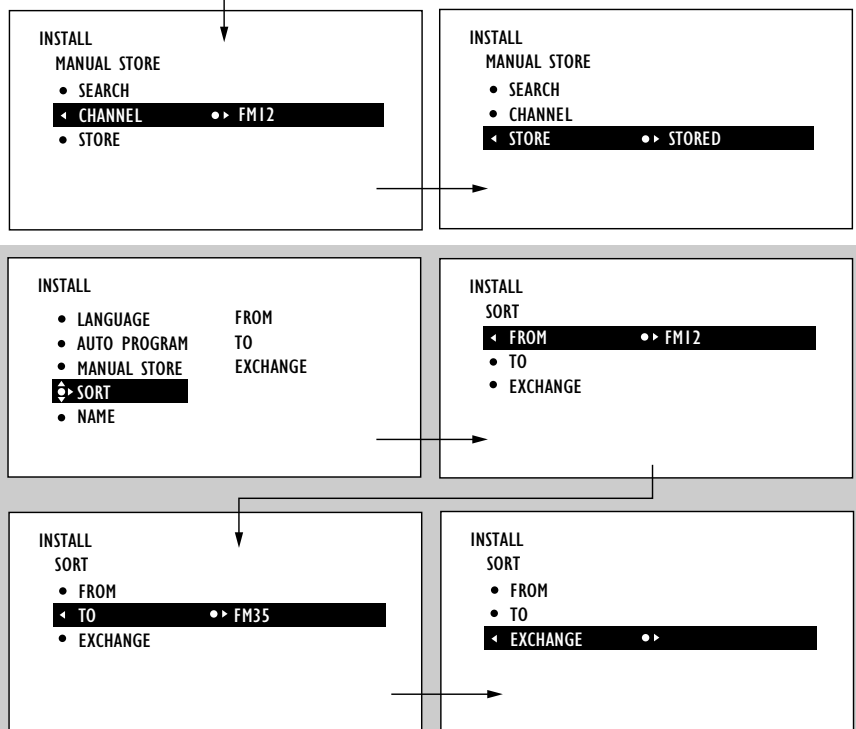 INSTALL
MANUAL STORE
• SEARCH
CHANNEL FM12
• STORE
INSTALL
MANUAL STORE
• SEARCH
• CHANNEL
STORE STORED
INSTALL
• LANGUAGE FROM
• AUTO PROGRAM TO
• MANUAL STORE EXCHANGE
SORT
• NAME
INSTALL
SORT
FROM FM12
• TO
• EXCHANGE
INSTALL
SORT
• FROM
TO FM35
• EXCHANGE
INSTALL
SORT
• FROM
• TO
EXCHANGE